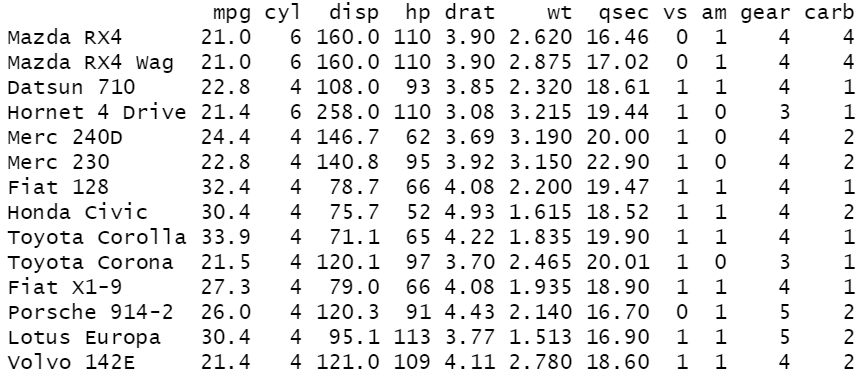 mpg cyl disp hp drat wt qsec vs am gear carb
Mazda RX4 21.0 6 160.0 110 3.90 2.620 16.46 0 1 4 4
Mazda RX4 Wag 21.0 6 160.0 110 3.90 2.875 17.02 0 1 4 4
Datsun 710 22.8 4 108.0 93 3.85 2.320 18.61 1 1 4 1
Hornet 4 Drive 21.4 6 258.0 110 3.08 3.215 19.44 1 0 3 1
Merc 240D 24.4 4 146.7 62 3.69 3.190 20.00 1 0 4 2
Merc 230 22.8 4 140.8 95 3.92 3.150 22.90 1 0 4 2
Fiat 128 32.4 4 78.7 66 4.08 2.200 19.47 1 1 4 1
Honda Civic 30.4 4 75.7 52 4.93 1.615 18.52 1 1 4 2
Toyota Corolla 33.9 4 71.1 65 4.22 1.835 19.90 1 1 4 1
Toyota Corona 21.5 4 120.1 97 3.70 2.465 20.01 1 0 3 1
Fiat X1-9 27.3 4 79.0 66 4.08 1.935 18.90 1 1 4 1
Porsche 914-2 26.0 4 120.3 91 4.43 2.140 16.70 0 1 5 2
Lotus Europa 30.4 4 95.1 113 3.77 1.513 16.90 1 1 5 2
Volvo 142E 21.4 4 121.0 109 4.11 2.780 18.60 1 1 4 2